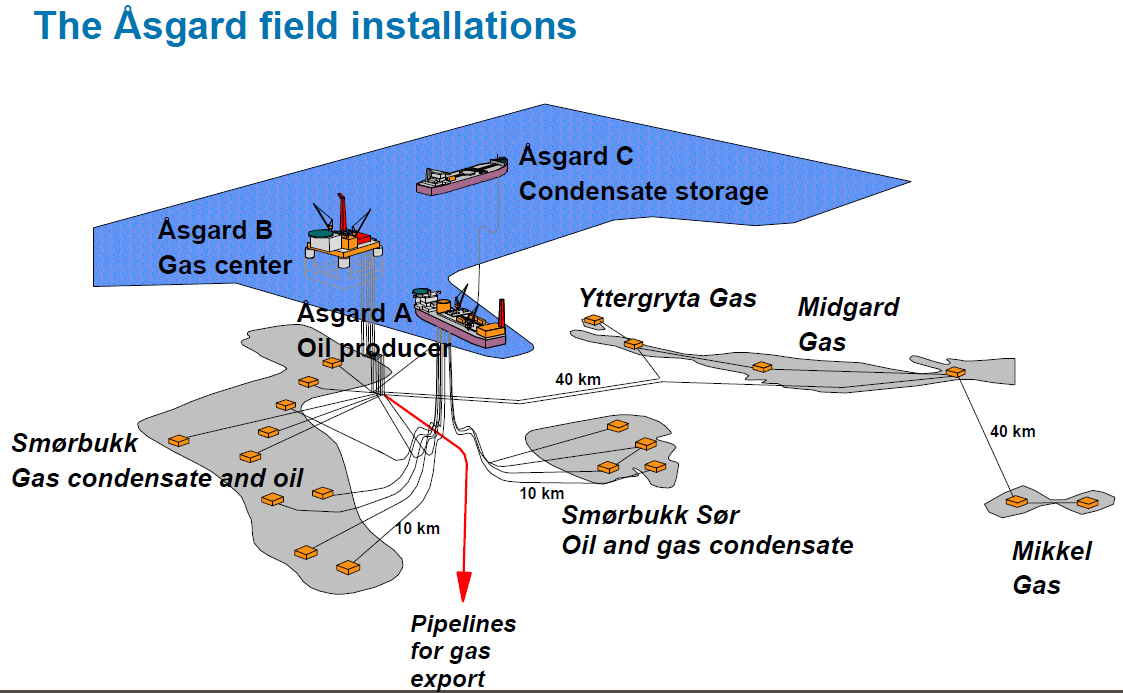 The Åsgard field installations
Åsgard C
Condensate storage
Åsgard B
Gas center
Åsgard A
Oil producer
Yttergryta Gas
Midgard
Gas
40 km
40 km
Smørbukk
Gas condensate and oil
10 km
10 km
Smørbukk Sør
Oil and gas condensate
Mikkel
Gas
Pipelines
for gas
export